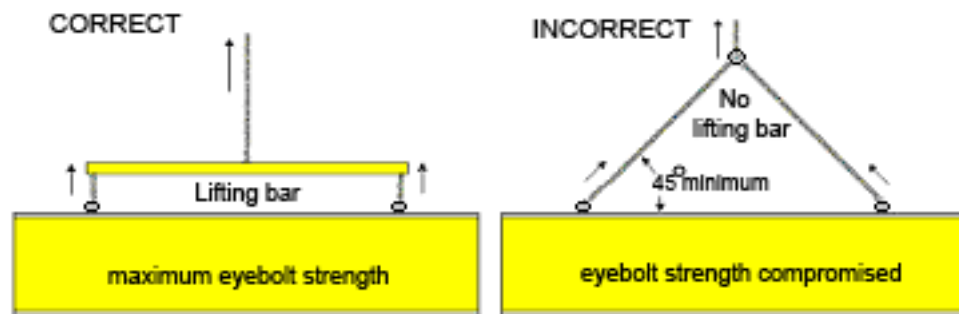 CORRECT
Lifting bar
maximum eyebolt strength
INCORRECT
No
lifting bar
45°minimum
eyebolt strength compromised